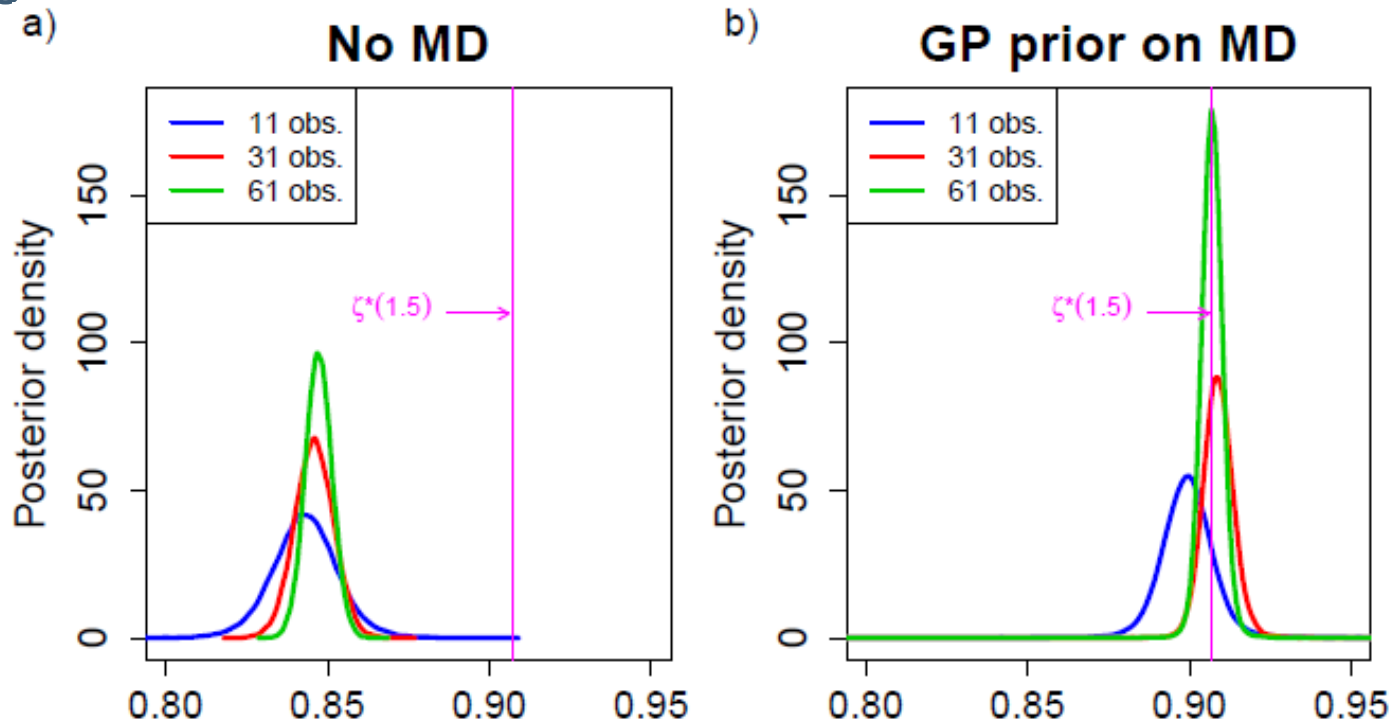 a)
No MD
11 obs.
31 obs.
61 obs.
ζ*(1.5)
Posterior density
0
50
100
150
0.80
0.85
0.90
0.95
b)
GP prior on MD
11 obs.
31 obs.
61 obs.
ζ*(1.5)
Posterior density
0
50
100
150
0.80
0.85
0.90
0.95